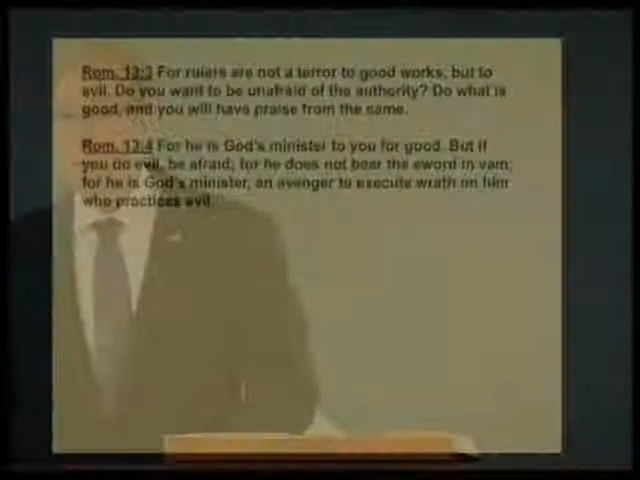 Rom. 13:3 For rulers are not a terror to good works, but to
evil. Do you want to be unafraid of the authority? Do what is
good, and you will have praise from the same.
Rom. 13:4 For he is God's minister to you for good. But if
you do evil, be afraid; for he does not bear the sword in vain;
for he is God's minister, an avenger to execute wrath on him
who practices evil.